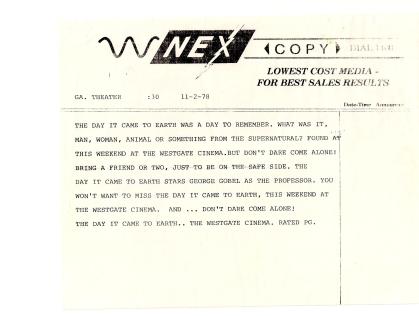 WNEX COPY DIAL 1400
LOWEST COST MEDIA -
FOR BEST SALES RESULTS
GA. THEATER :30 11-2-78
Date-Time Announcer
THE DAY IT CAME TO EARTH WAS A DAY TO REMEMBER. WHAT WAS IT,
MAN, WOMAN, ANIMAL OR SOMETHING FROM THE SUPERNATURAL? FOUND AT
THIS WEEKEND AT THE WESTGATE CINEMA.BUT DON'T DARE COME ALONE!
BRING A FRIEND OR TWO, JUST TO BE ON THE SAFE SIDE. THE
DAY IT CAME TO EARTH STARS GEORGE GOBEL AS THE PROFESSOR. YOU
WON'T WANT TO MISS THE DAY IT CAME TO EARTH, THIS WEEKEND AT
THE WESTGATE CINEMA. AND ... DON'T DARE COME ALONE!
THE DAY IT CAME TO EARTH.. THE WESTGATE CINEMA. RATED PG.